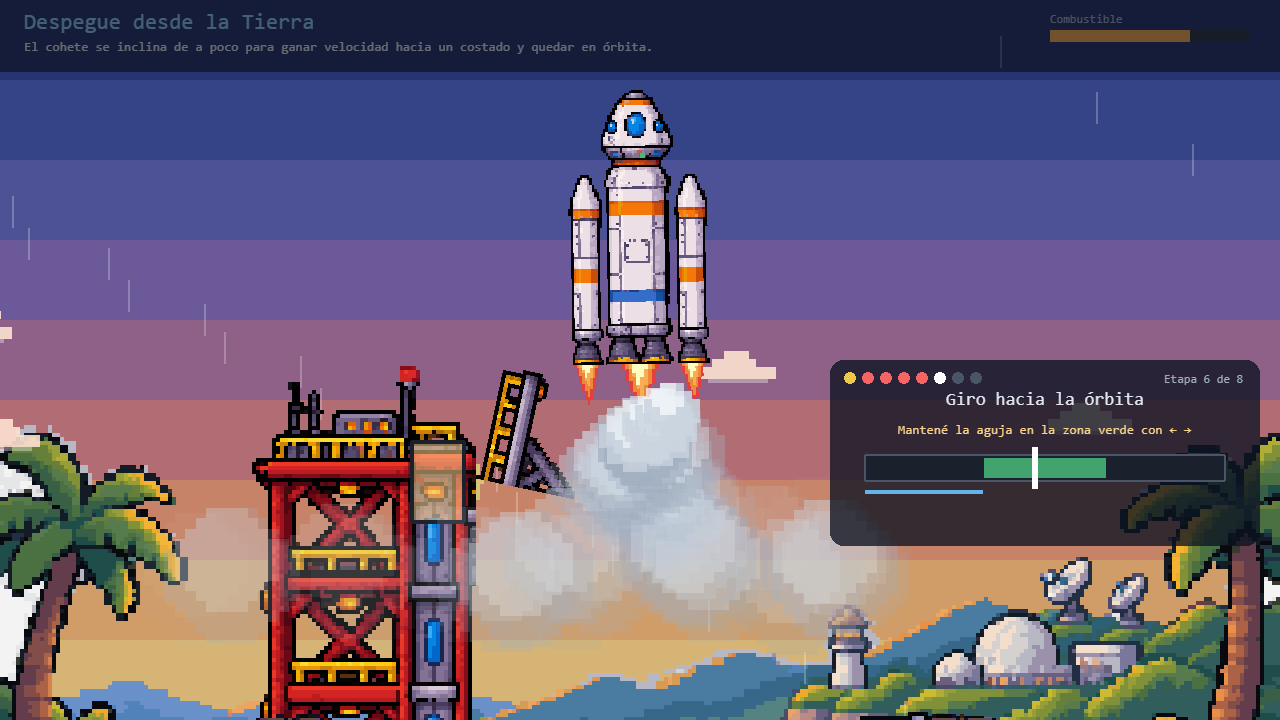 Despegue desde la Tierra
El cohete se inclina de a poco para ganar velocidad hacia un costado y quedar en órbita.
Combustible
Etapa 6 de 8
Giro hacia la órbita
Mantené la aguja en la zona verde con ← →